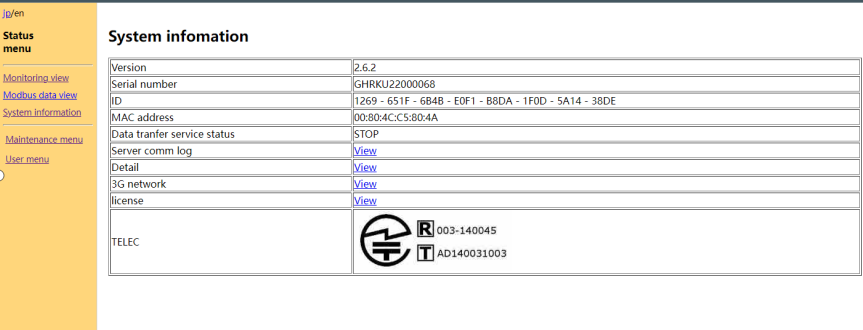 jp/en
Status
menu
Monitoring view
Modbus data view
System information
Maintenance menu
User menu
System infomation
Version 2.6.2
Serial number GHRKU22000068
ID 1269 - 651F - 6B4B - E0F1 - B8DA - 1F0D - 5A14 - 38DE
MAC address 00:80:4C:C5:80:4A
Data tranfer service status STOP
Server comm log View
Detail View
3G network View
license View
TELEC
R 003-140045
T AD140031003